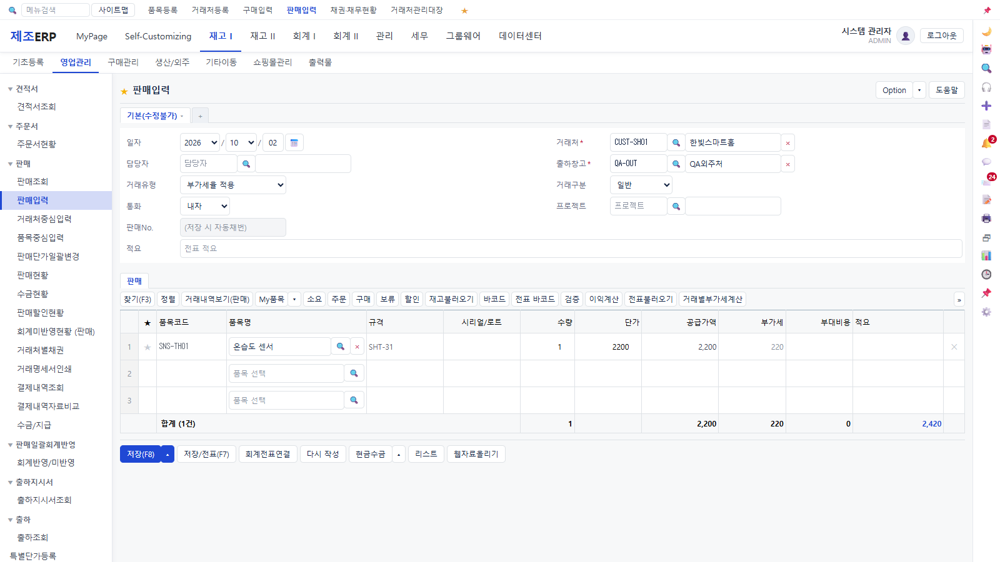 메뉴검색 사이트맵 품목등록 거래처등록 구매입력 판매입력 채권·채무현황 거래처관리대장
제조ERP MyPage Self-Customizing 재고 I 재고 II 회계 I 회계 II 관리 세무 그룹웨어 데이터센터 시스템 관리자 ADMIN 로그아웃
기초등록 영업관리 구매관리 생산/외주 기타이동 쇼핑몰관리 출력물
견적서
견적서조회
주문서
주문서현황
판매
판매조회
판매입력
거래처중심입력
품목중심입력
판매단가일괄변경
판매현황
수금현황
판매할인현황
회계미반영현황 (판매)
거래처별채권
거래명세서인쇄
결제내역조회
결제내역자료비교
수금/지급
판매일괄회계반영
회계반영/미반영
출하지시서
출하지시서조회
출하
출하조회
특별단가등록
판매입력 Option 도움말
기본(수정불가) +
일자 2026 / 10 / 02 거래처* CUST-SH01 한빛스마트홈 ×
담당자 담당자 출하창고* QA-OUT QA외주처 ×
거래유형 부가세율 적용 거래구분 일반
통화 내자 프로젝트 프로젝트
판매No. (저장 시 자동채번)
적요 전표 적요
판매
찾기(F3) 정렬 거래내역보기(판매) My품목 소요 주문 구매 보류 할인 재고불러오기 바코드 전표 바코드 검증 이익계산 전표불러오기 거래별부가세계산 »
★ 품목코드 품목명 규격 시리얼/로트 수량 단가 공급가액 부가세 부대비용 적요
1 ★ SNS-TH01 온습도 센서 × SHT-31 1 2200 2,200 220 ×
2 품목 선택
3 품목 선택
합계 (1건) 1 2,200 220 0 2,420
저장(F8) 저장/전표(F7) 회계전표연결 다시 작성 현금수금 리스트 웹자료올리기
2
24